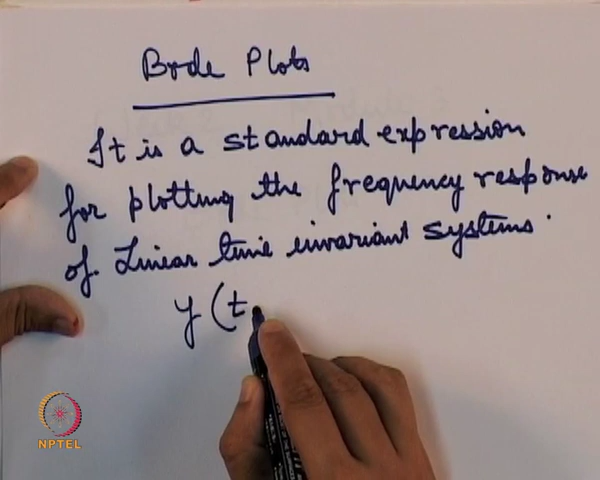 Bode Plots
It is a standard expression
for plotting the frequency response
of Linear time invariant systems.
y(t
NPTEL